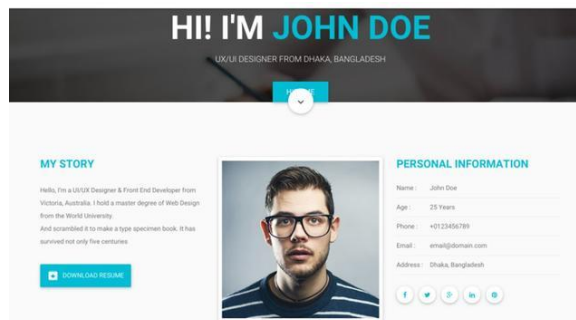 HI! I'M JOHN DOE
UX/UI DESIGNER FROM DHAKA, BANGLADESH
MY STORY
Hello, I'm a UI/UX Designer & Front End Developer from
Victoria, Australia. I hold a master degree of Web Design
from the World University.
And scrambled it to make a type specimen book. It has
survived not only five centuries
DOWNLOAD RESUME
PERSONAL INFORMATION
Name : John Doe
Age : 25 Years
Phone : +0123456789
Email : email@domain.com
Address : Dhaka, Bangladesh